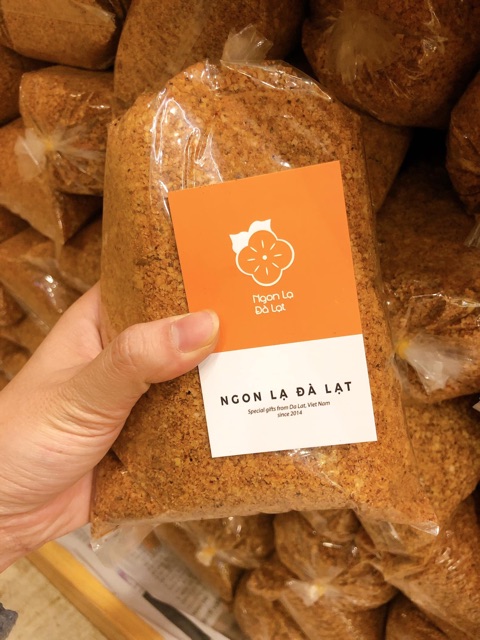 Ngon Lạ
Đà Lạt
NGON LẠ ĐÀ LẠT
Special gifts from Da Lat, Viet Nam
since 2014